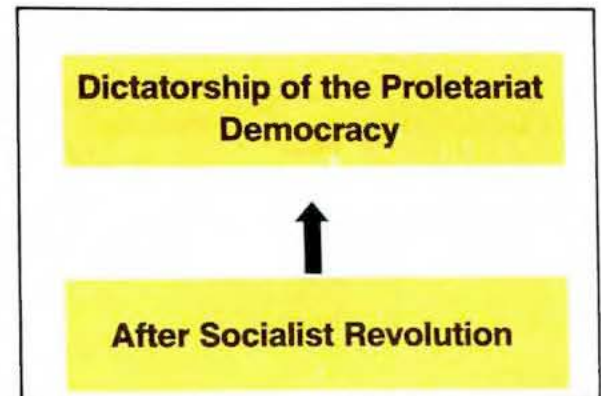 Dictatorship of the Proletariat
Democracy
After Socialist Revolution